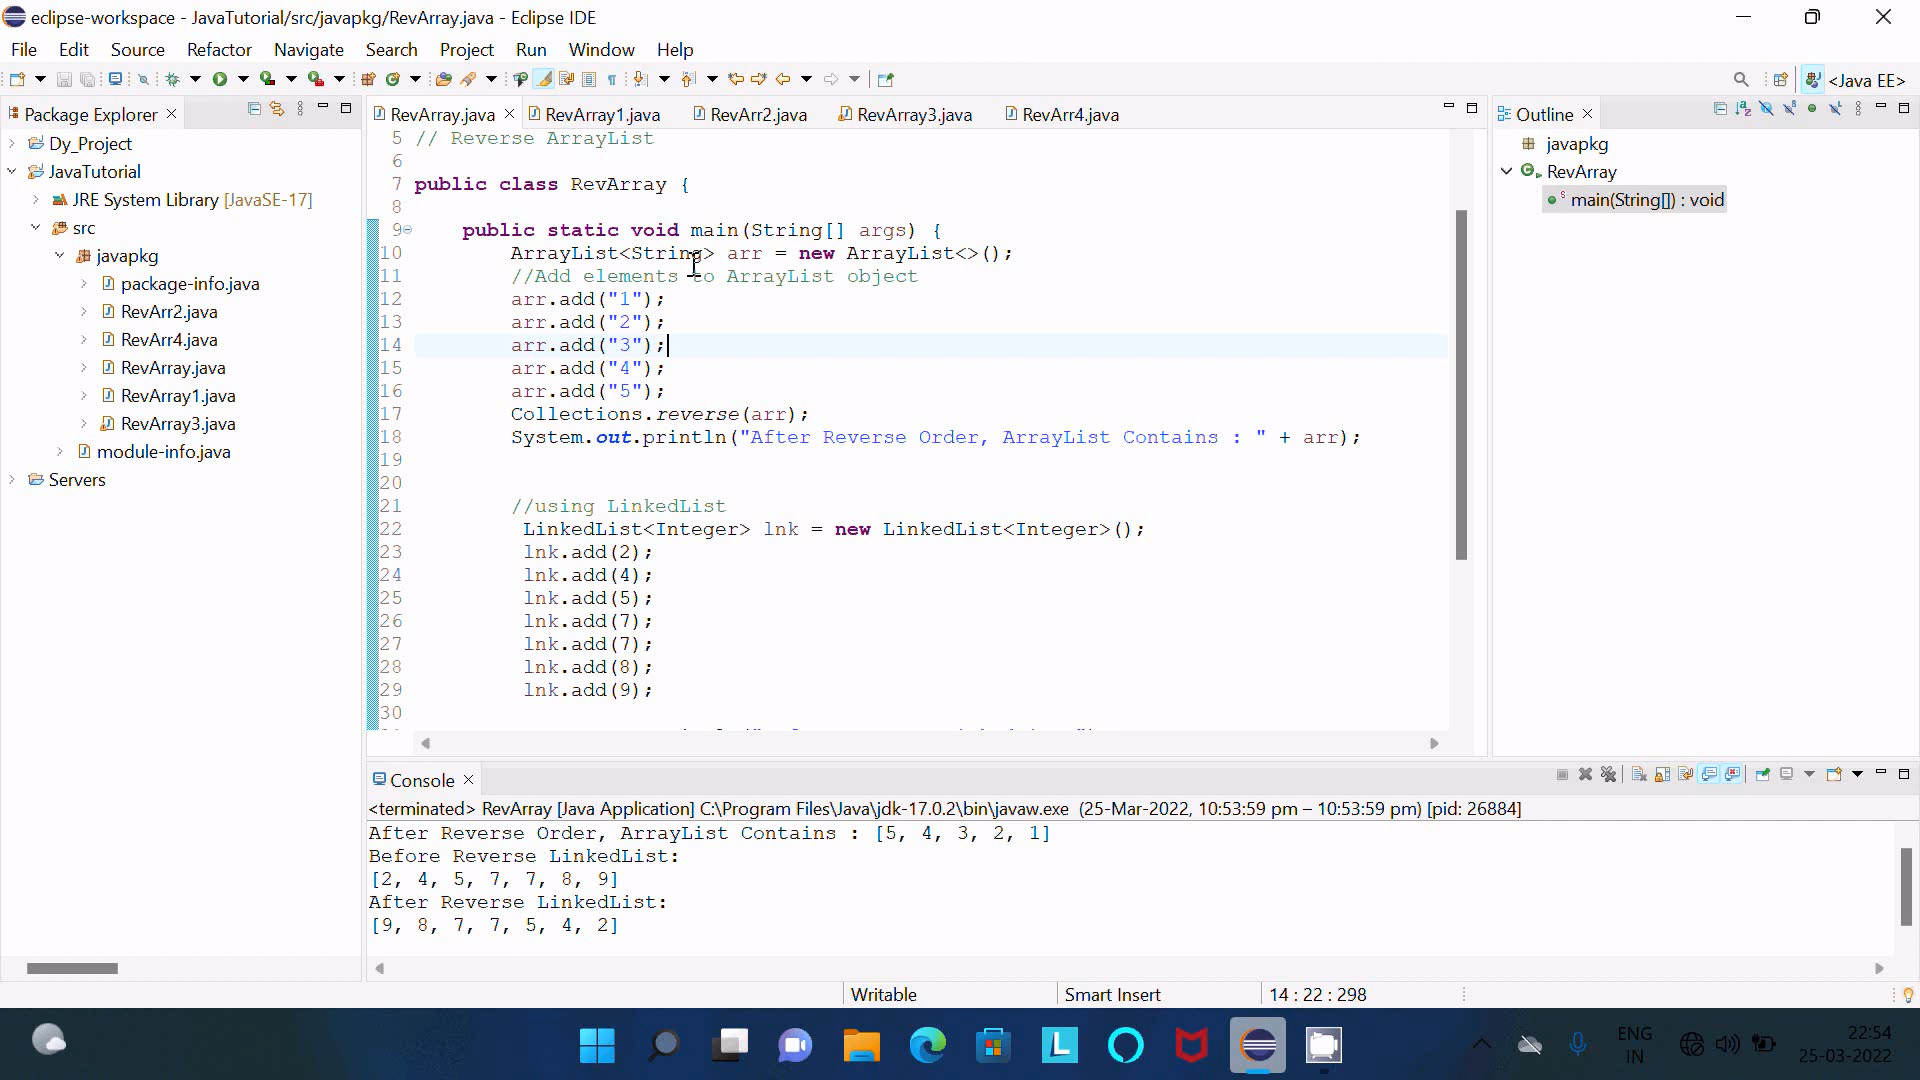 eclipse-workspace - JavaTutorial/src/javapkg/RevArray.java - Eclipse IDE
File Edit Source Refactor Navigate Search Project Run Window Help
<Java EE>
Package Explorer
Dy_Project
JavaTutorial
JRE System Library [JavaSE-17]
src
javapkg
package-info.java
RevArr2.java
RevArr4.java
RevArray.java
RevArray1.java
RevArray3.java
module-info.java
Servers
RevArray.java RevArray1.java RevArr2.java RevArray3.java RevArr4.java
5 // Reverse ArrayList
6
7 public class RevArray {
8
9 public static void main(String[] args) {
10 ArrayList<String> arr = new ArrayList<>();
11 //Add elements to ArrayList object
12 arr.add("1");
13 arr.add("2");
14 arr.add("3");
15 arr.add("4");
16 arr.add("5");
17 Collections.reverse(arr);
18 System.out.println("After Reverse Order, ArrayList Contains : " + arr);
19
20
21 //using LinkedList
22 LinkedList<Integer> lnk = new LinkedList<Integer>();
23 lnk.add(2);
24 lnk.add(4);
25 lnk.add(5);
26 lnk.add(7);
27 lnk.add(7);
28 lnk.add(8);
29 lnk.add(9);
30
Outline
javapkg
RevArray
main(String[]) : void
Console
<terminated> RevArray [Java Application] C:\Program Files\Java\jdk-17.0.2\bin\javaw.exe (25-Mar-2022, 10:53:59 pm – 10:53:59 pm) [pid: 26884]
After Reverse Order, ArrayList Contains : [5, 4, 3, 2, 1]
Before Reverse LinkedList:
[2, 4, 5, 7, 7, 8, 9]
After Reverse LinkedList:
[9, 8, 7, 7, 5, 4, 2]
Writable Smart Insert 14 : 22 : 298
ENG
IN
22:54
25-03-2022